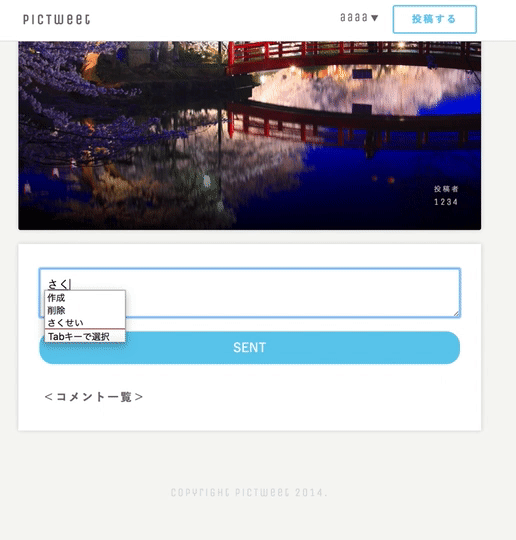 PICTWEET
aaaa▼
投稿する
投稿者
1234
さく
作成
削除
さくせい
Tabキーで選択
SENT
＜コメント一覧＞
COPYRIGHT PICTWEET 2014.